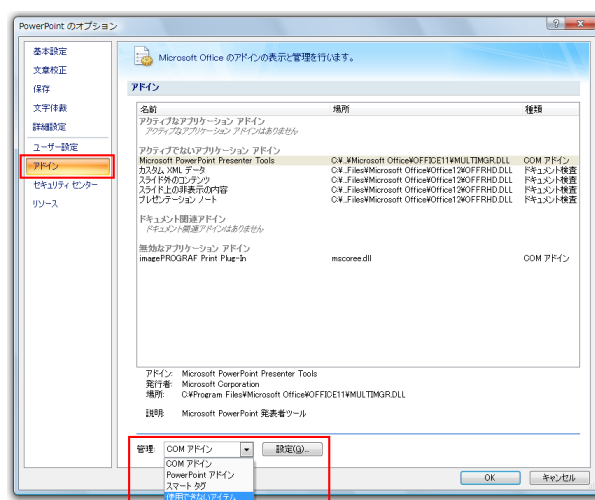 PowerPoint のオプション
基本設定
文章校正
保存
文字体裁
詳細設定
ユーザー設定
アドイン
セキュリティ センター
リソース
Microsoft Office のアドインの表示と管理を行います。
アドイン
名前 場所 種類
アクティブなアプリケーション アドイン
アクティブなアプリケーション アドインはありません
アクティブでないアプリケーション アドイン
Microsoft PowerPoint Presenter Tools C:¥..¥Microsoft Office¥OFFICE11¥MULTIMGR.DLL COM アドイン
カスタム XML データ C:¥..Files¥Microsoft Office¥Office12¥OFFRHD.DLL ドキュメント検査
スライド外のコンテンツ C:¥..Files¥Microsoft Office¥Office12¥OFFRHD.DLL ドキュメント検査
スライド上の非表示の内容 C:¥..Files¥Microsoft Office¥Office12¥OFFRHD.DLL ドキュメント検査
プレゼンテーション ノート C:¥..Files¥Microsoft Office¥Office12¥OFFRHD.DLL ドキュメント検査
ドキュメント関連アドイン
ドキュメント関連アドインはありません
無効なアプリケーション アドイン
imagePROGRAF Print Plug-In mscoree.dll COM アドイン
アドイン: Microsoft PowerPoint Presenter Tools
発行者: Microsoft Corporation
場所: C:¥Program Files¥Microsoft Office¥OFFICE11¥MULTIMGR.DLL
説明: Microsoft PowerPoint 発表者ツール
管理: COM アドイン 設定(G)...
COM アドイン
PowerPoint アドイン
スマート タグ
使用できないアイテム
OK キャンセル